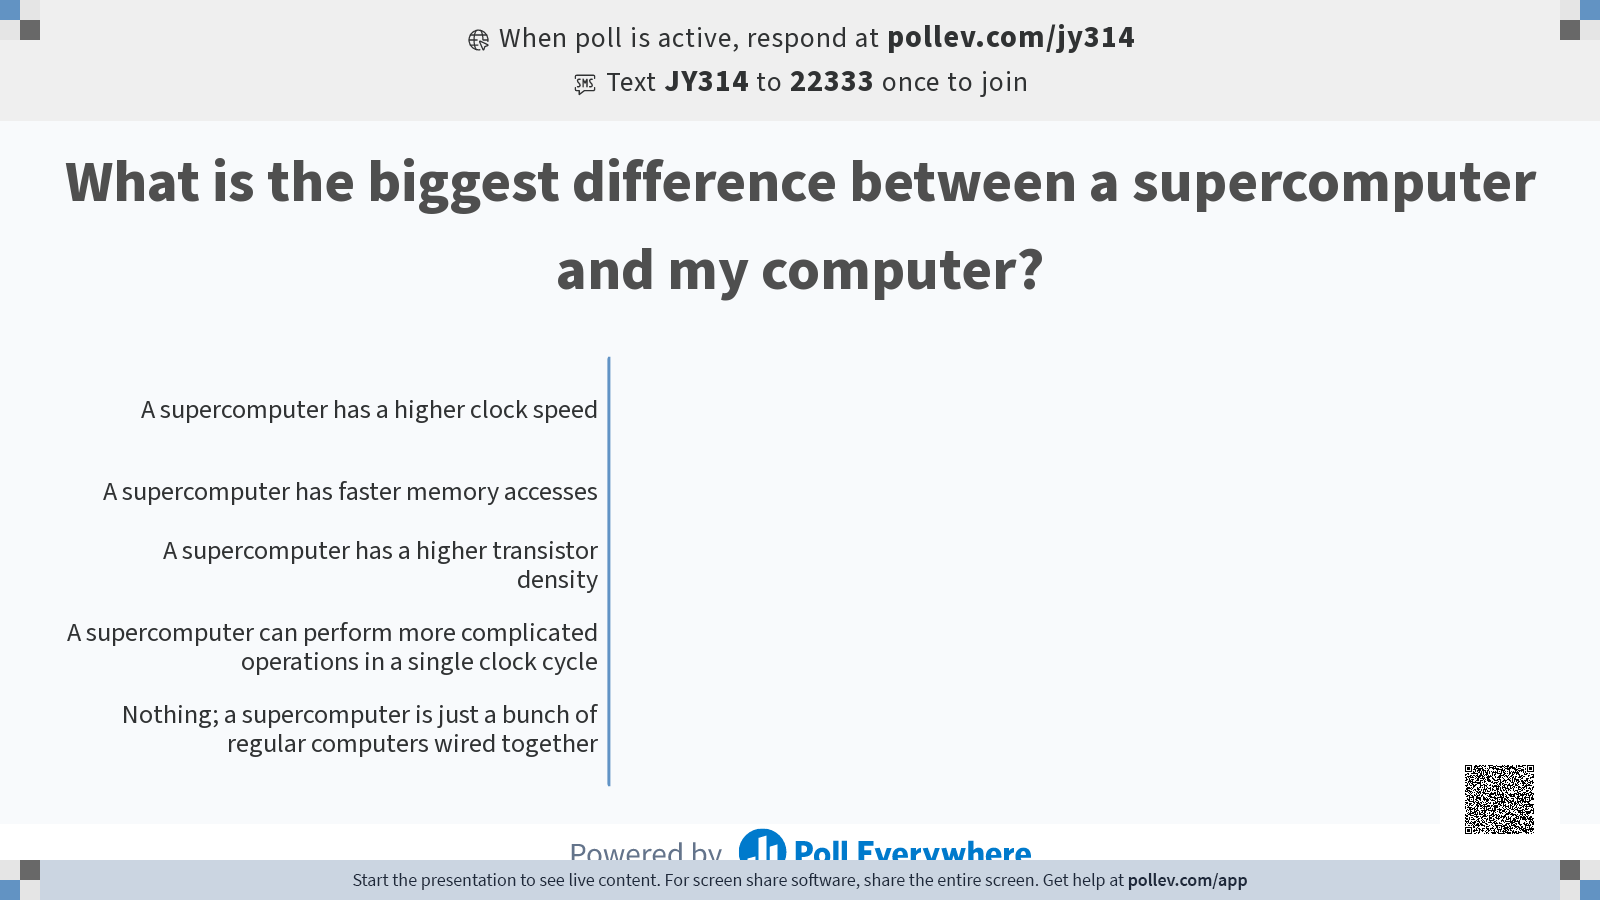 When poll is active, respond at pollev.com/jy314
Text JY314 to 22333 once to join
What is the biggest difference between a supercomputer
and my computer?
A supercomputer has a higher clock speed
A supercomputer has faster memory accesses
A supercomputer has a higher transistor
density
A supercomputer can perform more complicated
operations in a single clock cycle
Nothing; a supercomputer is just a bunch of
regular computers wired together
Powered by Poll Everywhere
Start the presentation to see live content. For screen share software, share the entire screen. Get help at pollev.com/app